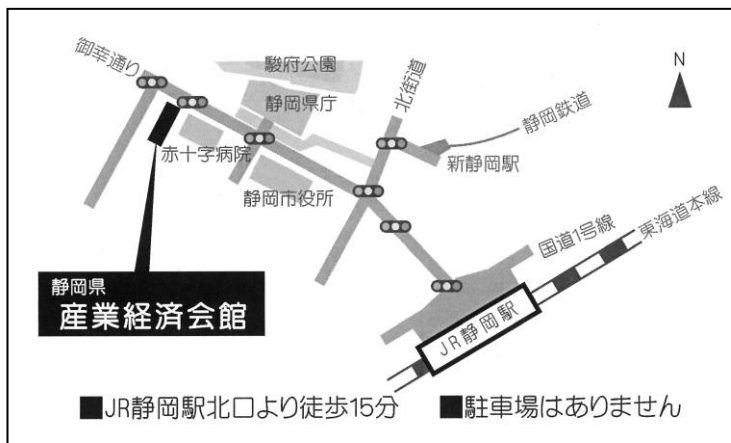 御幸通り
駿府公園
静岡県庁
北街道
N
静岡鉄道
赤十字病院
新静岡駅
静岡市役所
国道1号線
東海道本線
静岡県
産業経済会館
JR静岡駅
■JR静岡駅北口より徒歩15分
■駐車場はありません